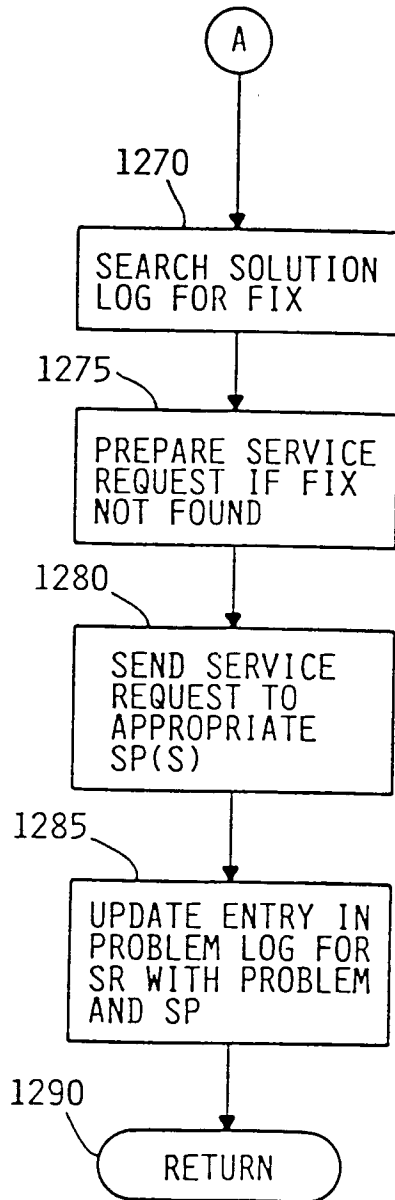 A
1270
SEARCH SOLUTION
LOG FOR FIX
1275
PREPARE SERVICE
REQUEST IF FIX
NOT FOUND
1280
SEND SERVICE
REQUEST TO
APPROPRIATE
SP(S)
1285
UPDATE ENTRY IN
PROBLEM LOG FOR
SR WITH PROBLEM
AND SP
1290
RETURN